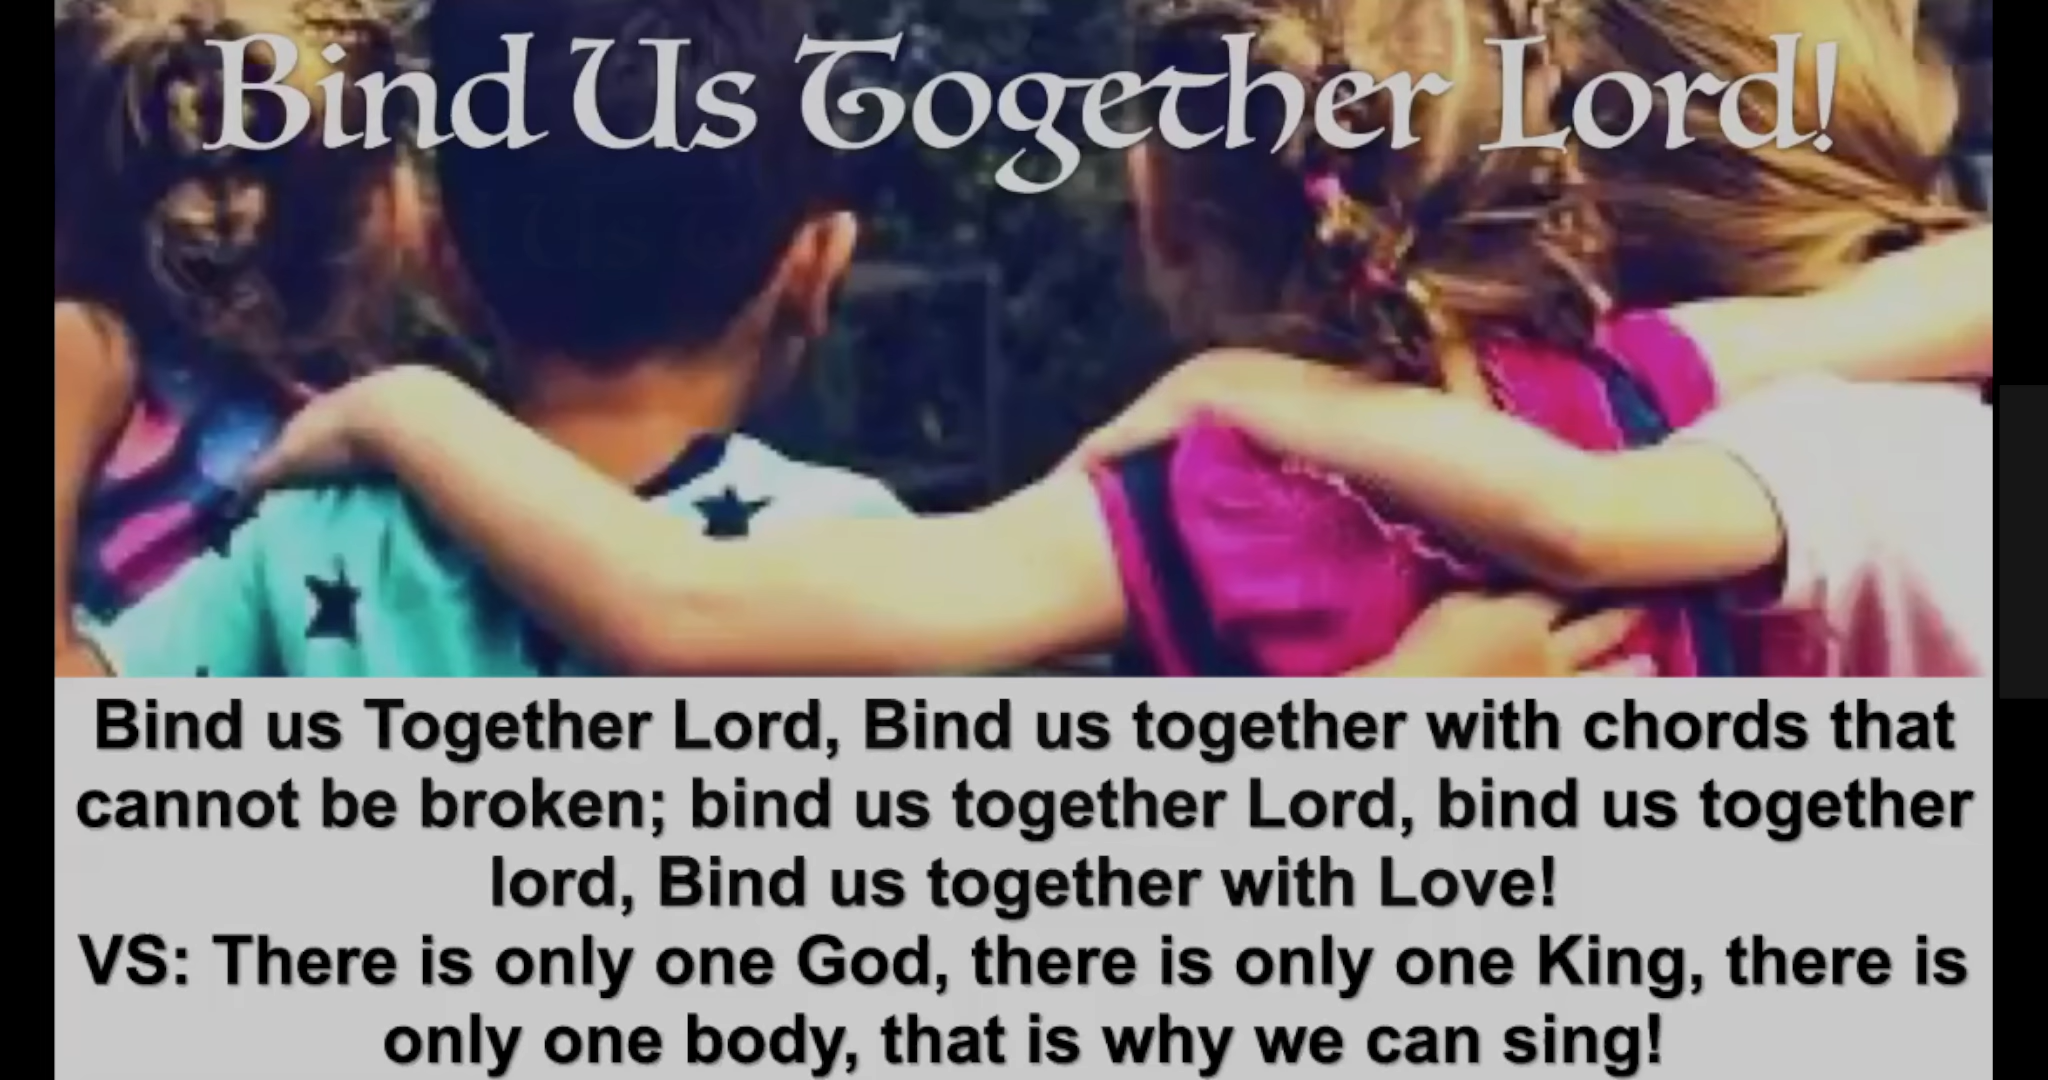 Bind Us Together Lord!
Bind us Together Lord, Bind us together with chords that
cannot be broken; bind us together Lord, bind us together
lord, Bind us together with Love!
VS: There is only one God, there is only one King, there is
only one body, that is why we can sing!